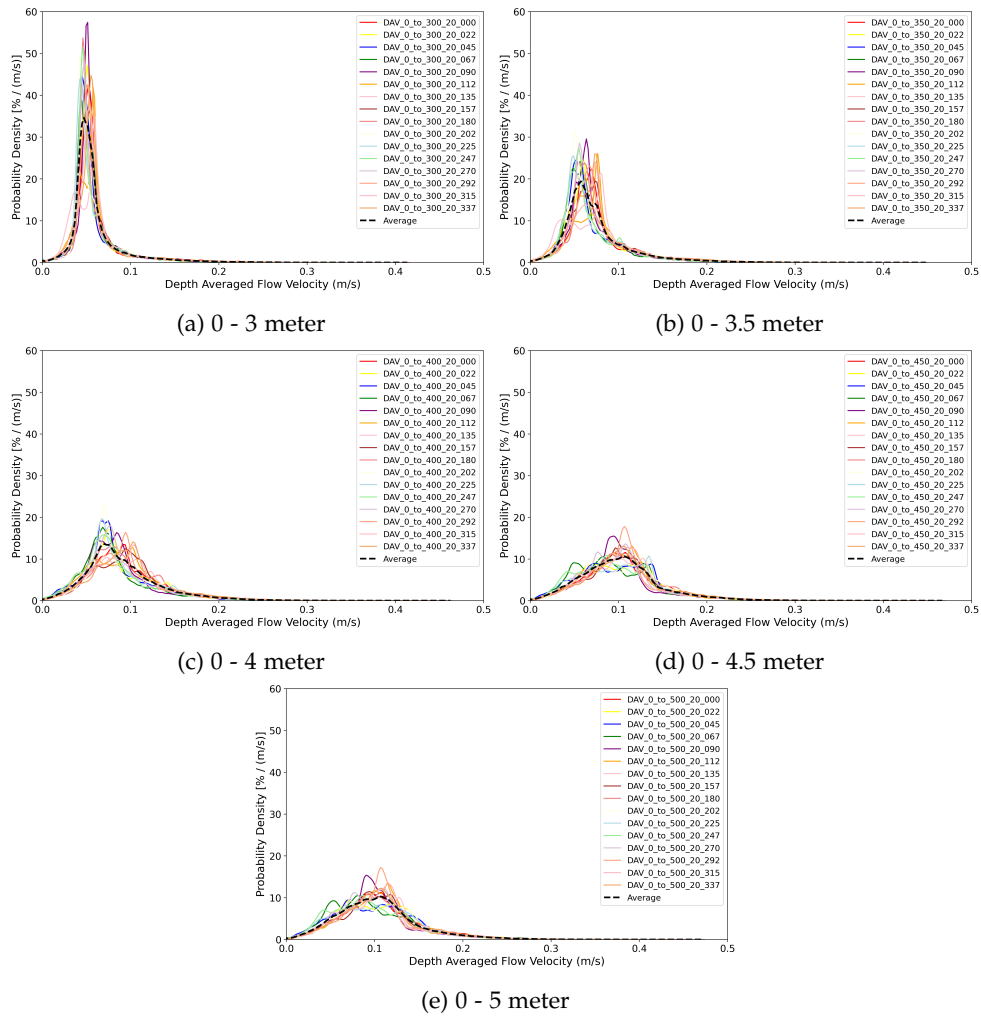 60
50
40
30
20
10
0
Probability Density [% / (m/s)]
0.0 0.1 0.2 0.3 0.4 0.5
Depth Averaged Flow Velocity (m/s)
DAV_0_to_300_20_000
DAV_0_to_300_20_022
DAV_0_to_300_20_045
DAV_0_to_300_20_067
DAV_0_to_300_20_090
DAV_0_to_300_20_112
DAV_0_to_300_20_135
DAV_0_to_300_20_157
DAV_0_to_300_20_180
DAV_0_to_300_20_202
DAV_0_to_300_20_225
DAV_0_to_300_20_247
DAV_0_to_300_20_270
DAV_0_to_300_20_292
DAV_0_to_300_20_315
DAV_0_to_300_20_337
Average
(a) 0 - 3 meter
60
50
40
30
20
10
0
Probability Density [% / (m/s)]
0.0 0.1 0.2 0.3 0.4 0.5
Depth Averaged Flow Velocity (m/s)
DAV_0_to_350_20_000
DAV_0_to_350_20_022
DAV_0_to_350_20_045
DAV_0_to_350_20_067
DAV_0_to_350_20_090
DAV_0_to_350_20_112
DAV_0_to_350_20_135
DAV_0_to_350_20_157
DAV_0_to_350_20_180
DAV_0_to_350_20_202
DAV_0_to_350_20_225
DAV_0_to_350_20_247
DAV_0_to_350_20_270
DAV_0_to_350_20_292
DAV_0_to_350_20_315
DAV_0_to_350_20_337
Average
(b) 0 - 3.5 meter
60
50
40
30
20
10
0
Probability Density [% / (m/s)]
0.0 0.1 0.2 0.3 0.4 0.5
Depth Averaged Flow Velocity (m/s)
DAV_0_to_400_20_000
DAV_0_to_400_20_022
DAV_0_to_400_20_045
DAV_0_to_400_20_067
DAV_0_to_400_20_090
DAV_0_to_400_20_112
DAV_0_to_400_20_135
DAV_0_to_400_20_157
DAV_0_to_400_20_180
DAV_0_to_400_20_202
DAV_0_to_400_20_225
DAV_0_to_400_20_247
DAV_0_to_400_20_270
DAV_0_to_400_20_292
DAV_0_to_400_20_315
DAV_0_to_400_20_337
Average
(c) 0 - 4 meter
60
50
40
30
20
10
0
Probability Density [% / (m/s)]
0.0 0.1 0.2 0.3 0.4 0.5
Depth Averaged Flow Velocity (m/s)
DAV_0_to_450_20_000
DAV_0_to_450_20_022
DAV_0_to_450_20_045
DAV_0_to_450_20_067
DAV_0_to_450_20_090
DAV_0_to_450_20_112
DAV_0_to_450_20_135
DAV_0_to_450_20_157
DAV_0_to_450_20_180
DAV_0_to_450_20_202
DAV_0_to_450_20_225
DAV_0_to_450_20_247
DAV_0_to_450_20_270
DAV_0_to_450_20_292
DAV_0_to_450_20_315
DAV_0_to_450_20_337
Average
(d) 0 - 4.5 meter
60
50
40
30
20
10
0
Probability Density [% / (m/s)]
0.0 0.1 0.2 0.3 0.4 0.5
Depth Averaged Flow Velocity (m/s)
DAV_0_to_500_20_000
DAV_0_to_500_20_022
DAV_0_to_500_20_045
DAV_0_to_500_20_067
DAV_0_to_500_20_090
DAV_0_to_500_20_112
DAV_0_to_500_20_135
DAV_0_to_500_20_157
DAV_0_to_500_20_180
DAV_0_to_500_20_202
DAV_0_to_500_20_225
DAV_0_to_500_20_247
DAV_0_to_500_20_270
DAV_0_to_500_20_292
DAV_0_to_500_20_315
DAV_0_to_500_20_337
Average
(e) 0 - 5 meter